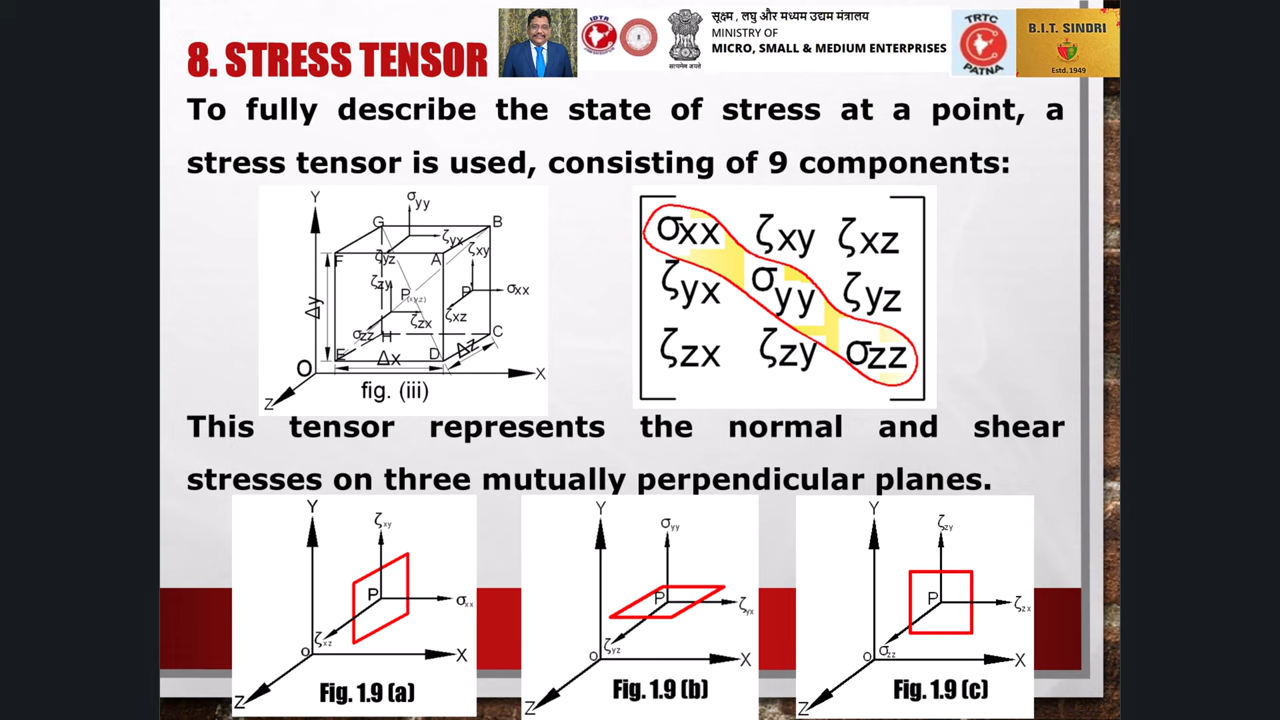 8. STRESS TENSOR
सूक्ष्म , लघु और मध्यम उद्यम मंत्रालय
MINISTRY OF
MICRO, SMALL & MEDIUM ENTERPRISES
सत्यमेव जयते
IDTR
TRTC
PATNA
B.I.T. SINDRI
Estd. 1949
To fully describe the state of stress at a point, a
stress tensor is used, consisting of 9 components:
Y
σyy
G
B
ζyx
ζxy
F
ζyz
A
ζzy
P(x,y,z)
P
σxx
Δy
ζxz
ζzx
σzz
H
C
E
D
Δz
Δx
O
X
Z
fig. (iii)
σxx ζxy ζxz
ζyx σyy ζyz
ζzx ζzy σzz
This tensor represents the normal and shear
stresses on three mutually perpendicular planes.
Y
ζxy
P
σxx
ζxz
O
X
Z
Fig. 1.9 (a)
Y
σyy
P
ζyx
ζyz
O
X
Z
Fig. 1.9 (b)
Y
ζzy
P
ζzx
σzz
O
X
Z
Fig. 1.9 (c)